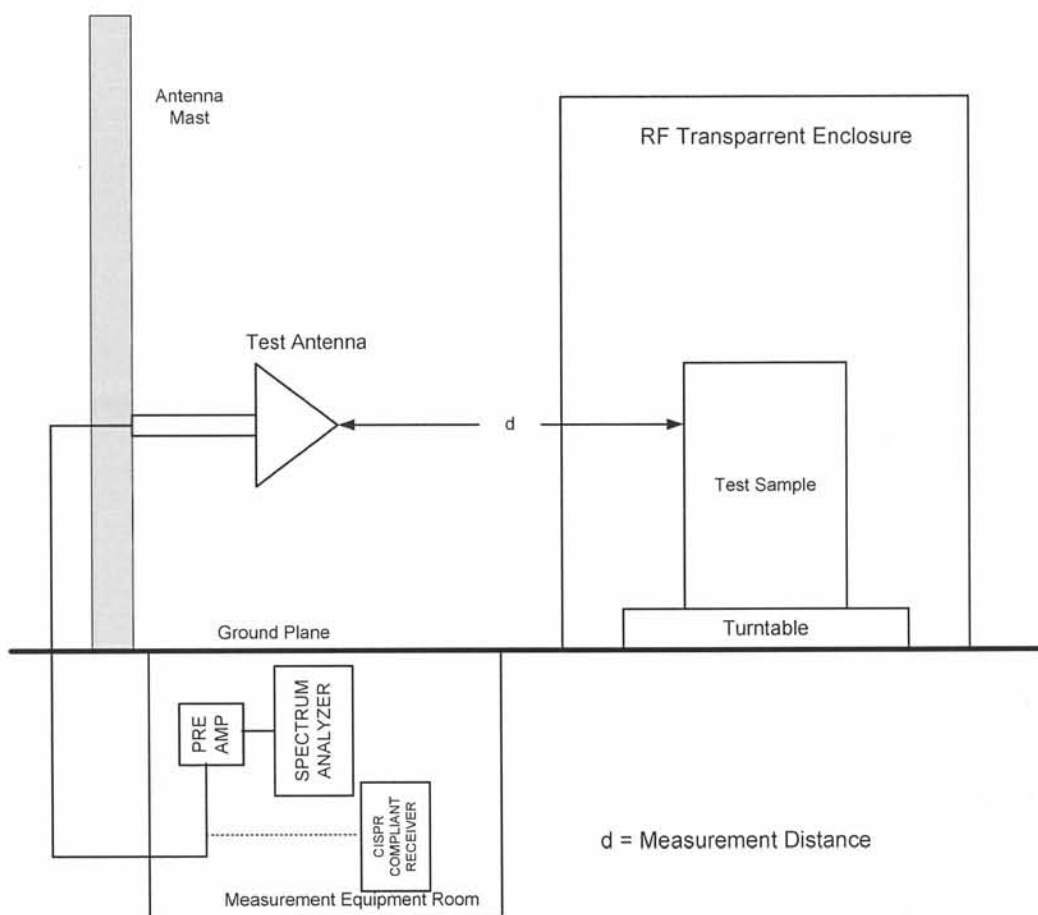 Antenna
Mast
RF Transparrent Enclosure
Test Antenna
d
Test Sample
Turntable
Ground Plane
PRE
AMP
SPECTRUM
ANALYZER
CISPR
COMPLIANT
RECEIVER
d = Measurement Distance
Measurement Equipment Room